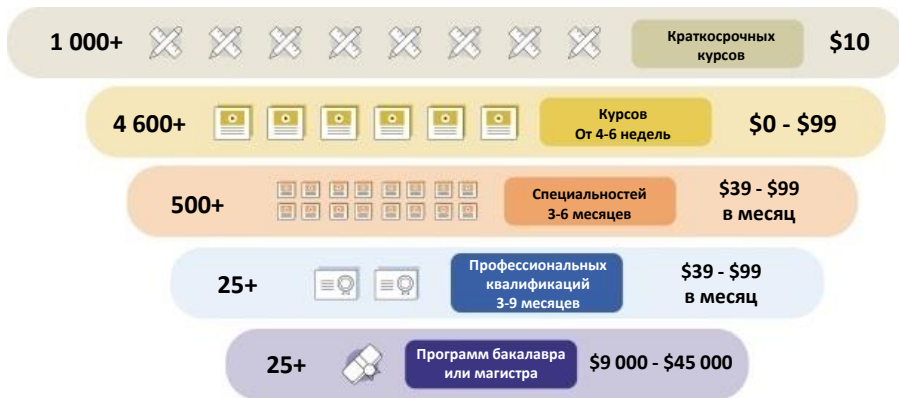 1 000+
Краткосрочных
курсов
$10
4 600+
Курсов
От 4-6 недель
$0 - $99
500+
Специальностей
3-6 месяцев
$39 - $99
в месяц
25+
Профессиональных
квалификаций
3-9 месяцев
$39 - $99
в месяц
25+
Программ бакалавра
или магистра
$9 000 - $45 000